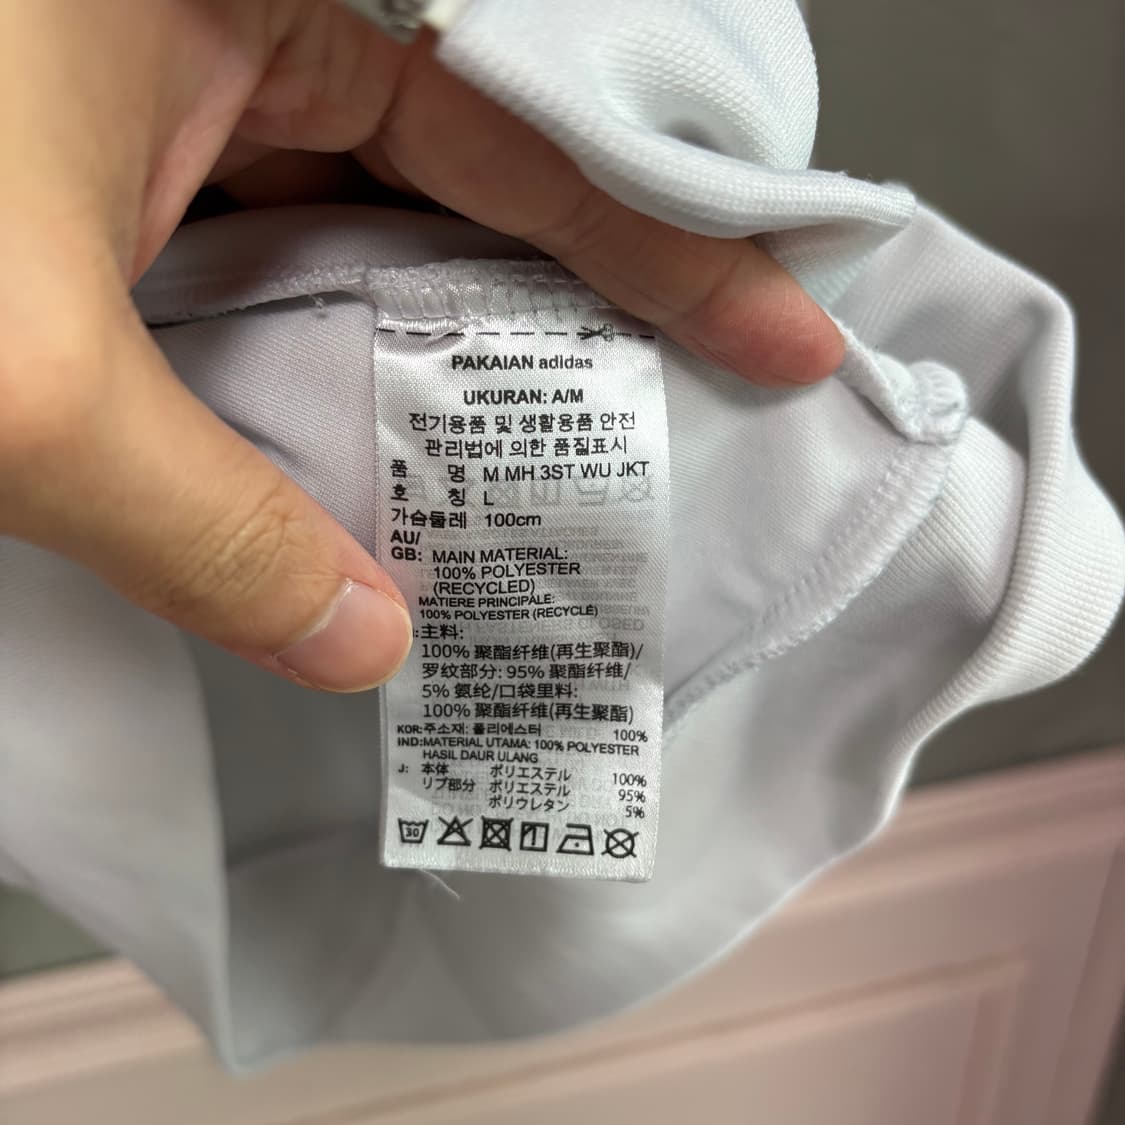 PAKAIAN adidas
UKURAN: A/M
전기용품 및 생활용품 안전
관리법에 의한 품질표시
품 명 M MH 3ST WU JKT
호 칭 L
가슴둘레 100cm
AU/
GB: MAIN MATERIAL:
100% POLYESTER
(RECYCLED)
MATIERE PRINCIPALE:
100% POLYESTER (RECYCLÉ)
:主料:
100% 聚酯纤维(再生聚酯)/
罗纹部分: 95% 聚酯纤维/
5% 氨纶/口袋里料:
100% 聚酯纤维(再生聚酯)
KOR: 주소재: 폴리에스터 100%
IND: MATERIAL UTAMA: 100% POLYESTER
HASIL DAUR ULANG
J: 本体 ポリエステル 100%
リブ部分 ポリエステル 95%
ポリウレタン 5%
30